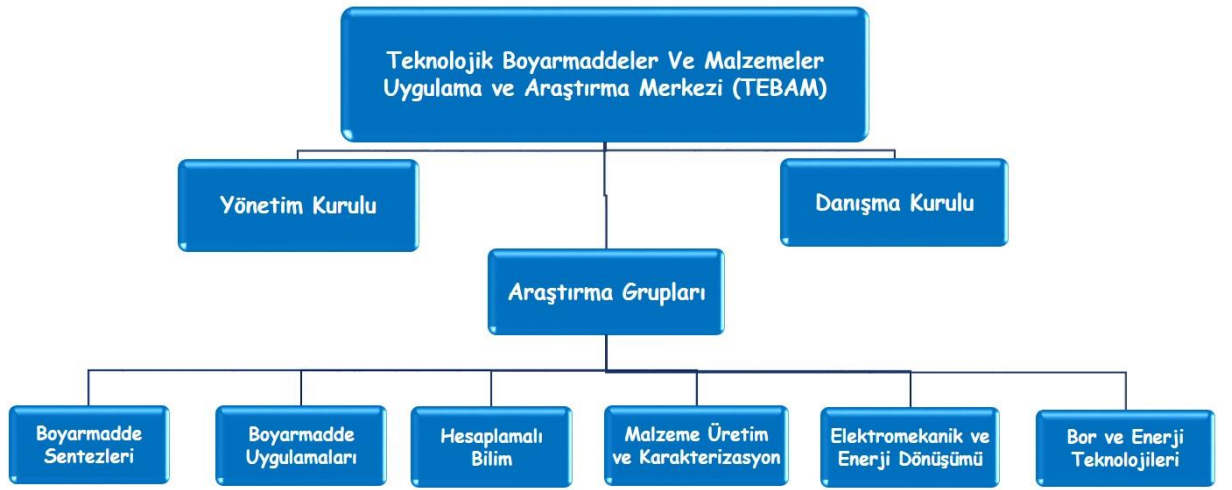 Teknolojik Boyarmaddeler Ve Malzemeler
Uygulama ve Araştırma Merkezi (TEBAM)
Yönetim Kurulu
Danışma Kurulu
Araştırma Grupları
Boyarmadde
Sentezleri
Boyarmadde
Uygulamaları
Hesaplamalı
Bilim
Malzeme Üretim
ve Karakterizasyon
Elektromekanik ve
Enerji Dönüşümü
Bor ve Enerji
Teknolojileri